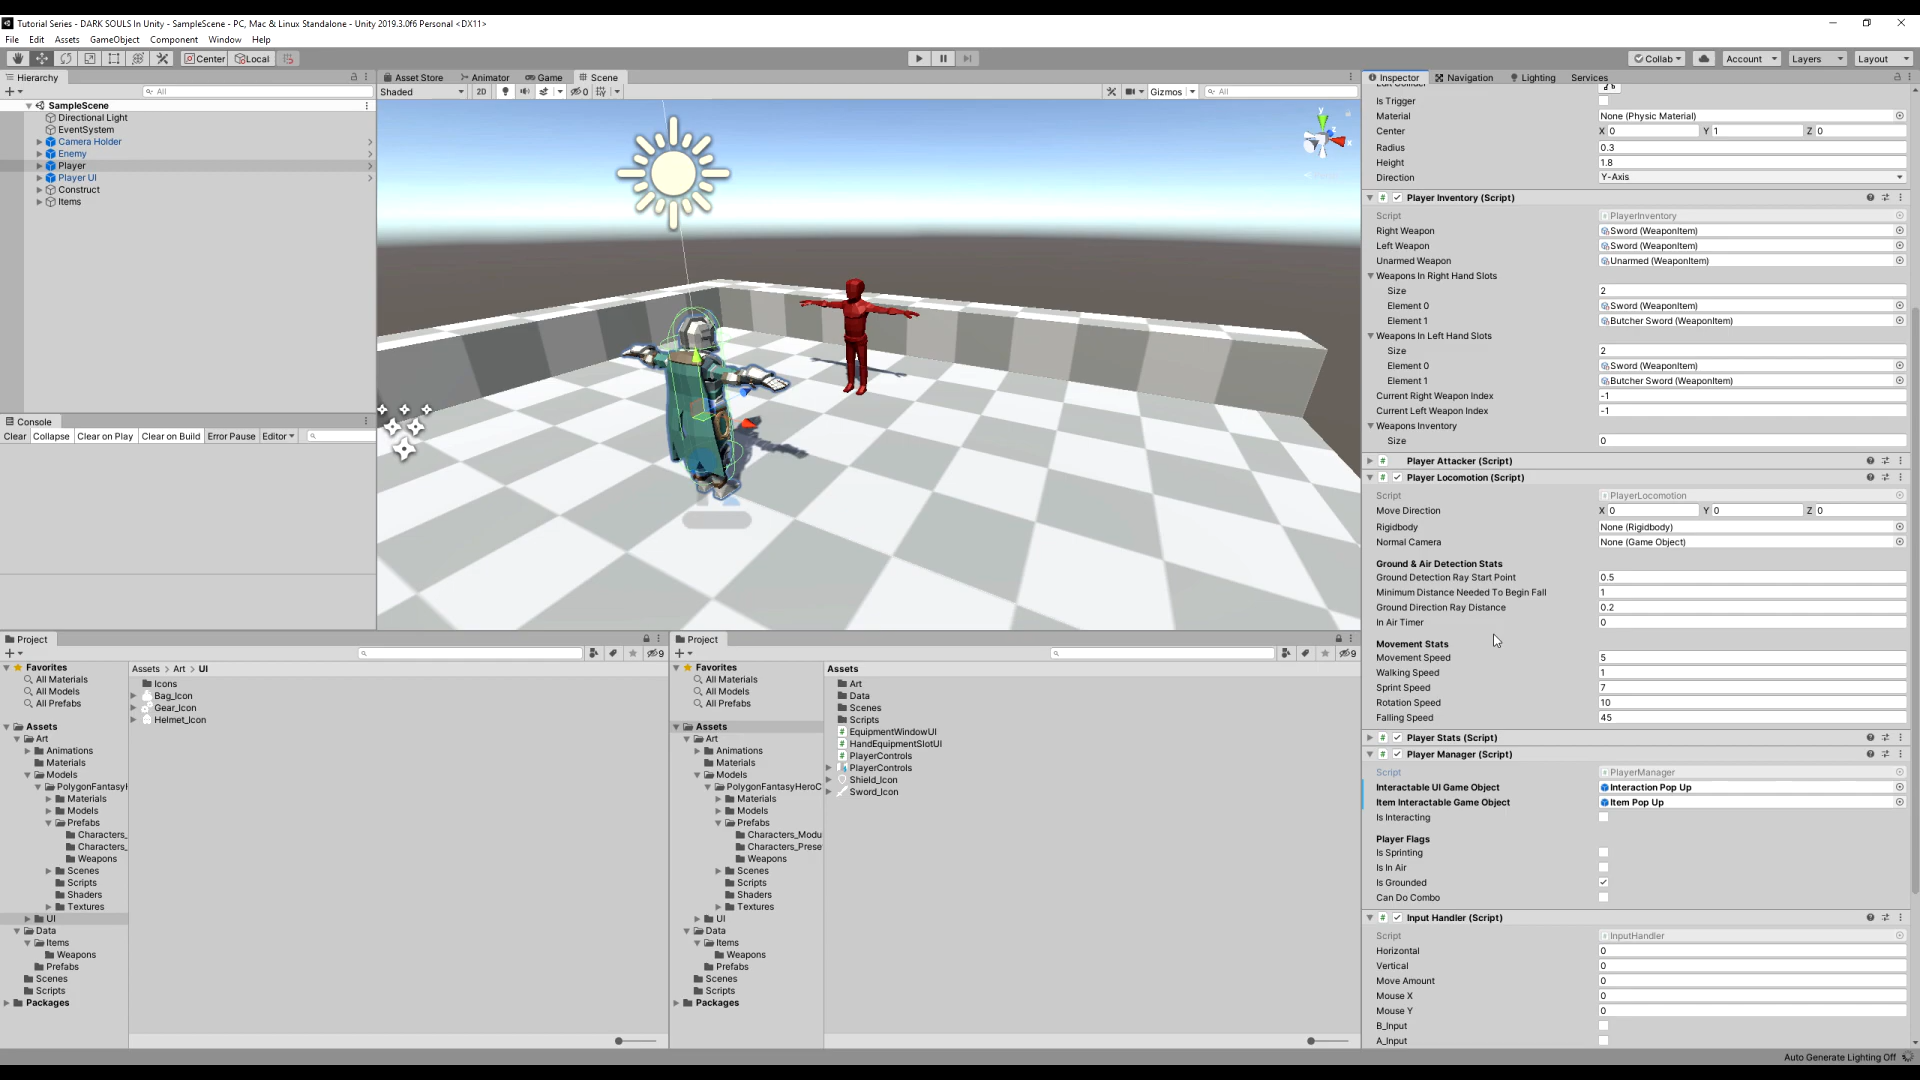 Tutorial Series - DARK SOULS In Unity - SampleScene - PC, Mac & Linux Standalone - Unity 2019.3.0f6 Personal <DX11>
File Edit Assets GameObject Component Window Help
Center Local Collab Account Layers Layout
Hierarchy
All
SampleScene
Directional Light
EventSystem
Camera Holder
Enemy
Player
Player UI
Construct
Items
Console
Clear Collapse Clear on Play Clear on Build Error Pause Editor
Asset Store Animator Game Scene
Shaded 2D 0 Gizmos All
y
x
Project
9
Favorites
All Materials
All Models
All Prefabs
Assets
Art
Animations
Materials
Models
PolygonFantasyH
Materials
Models
Prefabs
Characters_
Characters_
Weapons
Scenes
Scripts
Shaders
Textures
UI
Data
Items
Weapons
Prefabs
Scenes
Scripts
Packages
Assets > Art > UI
Icons
Bag_Icon
Gear_Icon
Helmet_Icon
Project
9
Favorites
All Materials
All Models
All Prefabs
Assets
Art
Animations
Materials
Models
PolygonFantasyHeroC
Materials
Models
Prefabs
Characters_Modu
Characters_Prese
Weapons
Scenes
Scripts
Shaders
Textures
UI
Data
Items
Weapons
Prefabs
Scenes
Scripts
Packages
Assets
Art
Data
Scenes
Scripts
EquipmentWindowUI
HandEquipmentSlotUI
PlayerControls
PlayerControls
Shield_Icon
Sword_Icon
Inspector Navigation Lighting Services
Edit Collider
Is Trigger
Material None (Physic Material)
Center X 0 Y 1 Z 0
Radius 0.3
Height 1.8
Direction Y-Axis
Player Inventory (Script)
Script PlayerInventory
Right Weapon Sword (WeaponItem)
Left Weapon Sword (WeaponItem)
Unarmed Weapon Unarmed (WeaponItem)
Weapons In Right Hand Slots
Size 2
Element 0 Sword (WeaponItem)
Element 1 Butcher Sword (WeaponItem)
Weapons In Left Hand Slots
Size 2
Element 0 Sword (WeaponItem)
Element 1 Butcher Sword (WeaponItem)
Current Right Weapon Index -1
Current Left Weapon Index -1
Weapons Inventory
Size 0
Player Attacker (Script)
Player Locomotion (Script)
Script PlayerLocomotion
Move Direction X 0 Y 0 Z 0
Rigidbody None (Rigidbody)
Normal Camera None (Game Object)
Ground & Air Detection Stats
Ground Detection Ray Start Point 0.5
Minimum Distance Needed To Begin Fall 1
Ground Direction Ray Distance 0.2
In Air Timer 0
Movement Stats
Movement Speed 5
Walking Speed 1
Sprint Speed 7
Rotation Speed 10
Falling Speed 45
Player Stats (Script)
Player Manager (Script)
Script PlayerManager
Interactable UI Game Object Interaction Pop Up
Item Interactable Game Object Item Pop Up
Is Interacting
Player Flags
Is Sprinting
Is In Air
Is Grounded
Can Do Combo
Input Handler (Script)
Script InputHandler
Horizontal 0
Vertical 0
Move Amount 0
Mouse X 0
Mouse Y 0
B_Input
A_Input
Auto Generate Lighting Off